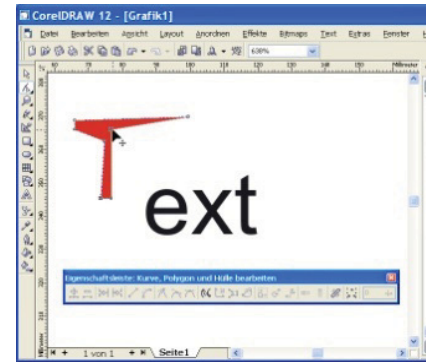 CorelDRAW 12 - [Grafik1]
Datei Bearbeiten Ansicht Layout Anordnen Effekte Bitmaps Text Extras Fenster
600%
Millimeter
ext
Eigenschaftsleiste: Kurve, Polygon und Hülle bearbeiten
1 von 1 Seite1